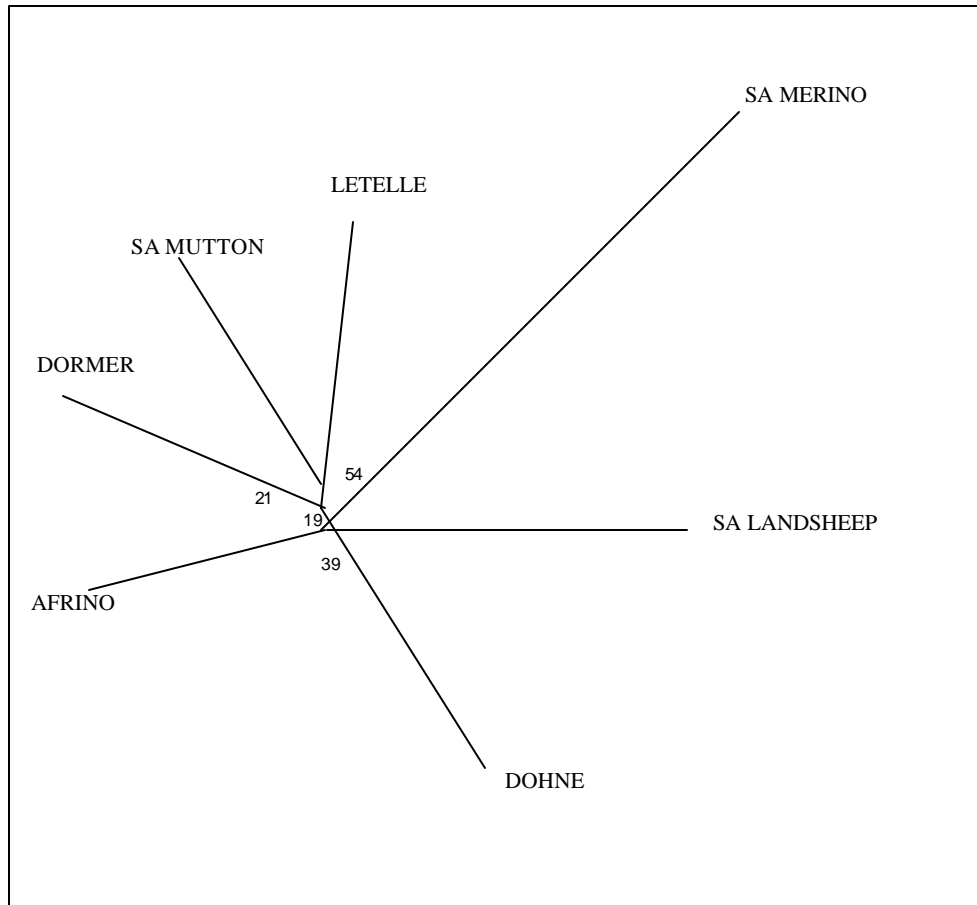 SA MERINO
LETELLE
SA MUTTON
DORMER
54
21
19
SA LANDSHEEP
39
AFRINO
DOHNE